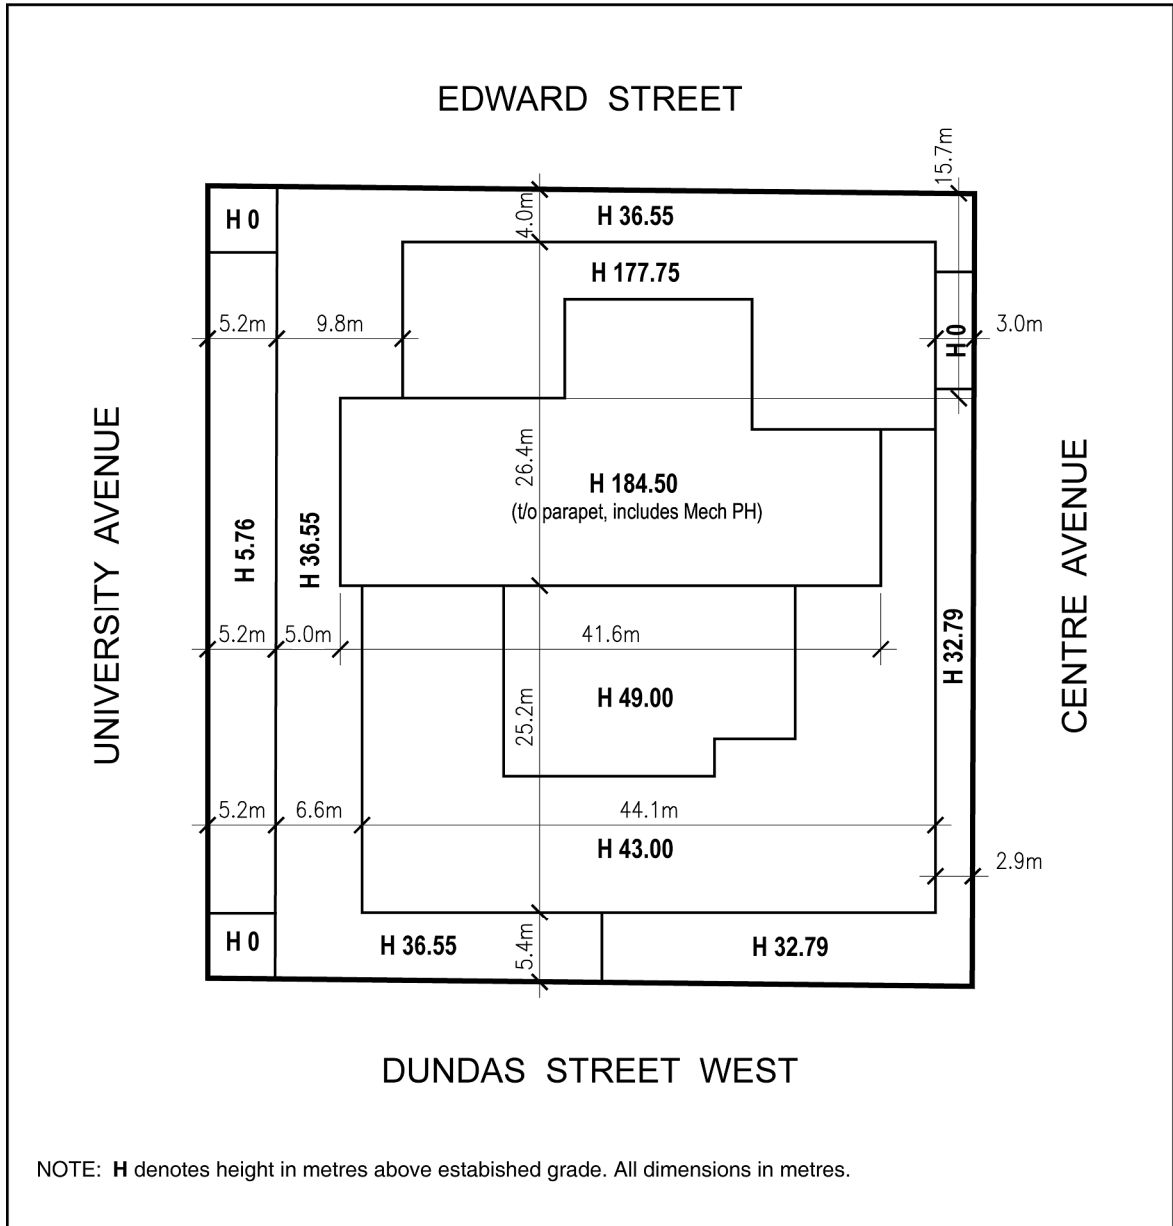 EDWARD STREET
15.7m
H 0
4.0m
H 36.55
H 177.75
5.2m
9.8m
H 0
3.0m
26.4m
H 184.50
(t/o parapet, includes Mech PH)
UNIVERSITY AVENUE
H 5.76
H 36.55
CENTRE AVENUE
5.2m
5.0m
41.6m
H 32.79
25.2m
H 49.00
5.2m
6.6m
44.1m
H 43.00
2.9m
H 0
H 36.55
5.4m
H 32.79
DUNDAS STREET WEST
NOTE: H denotes height in metres above estabished grade. All dimensions in metres.